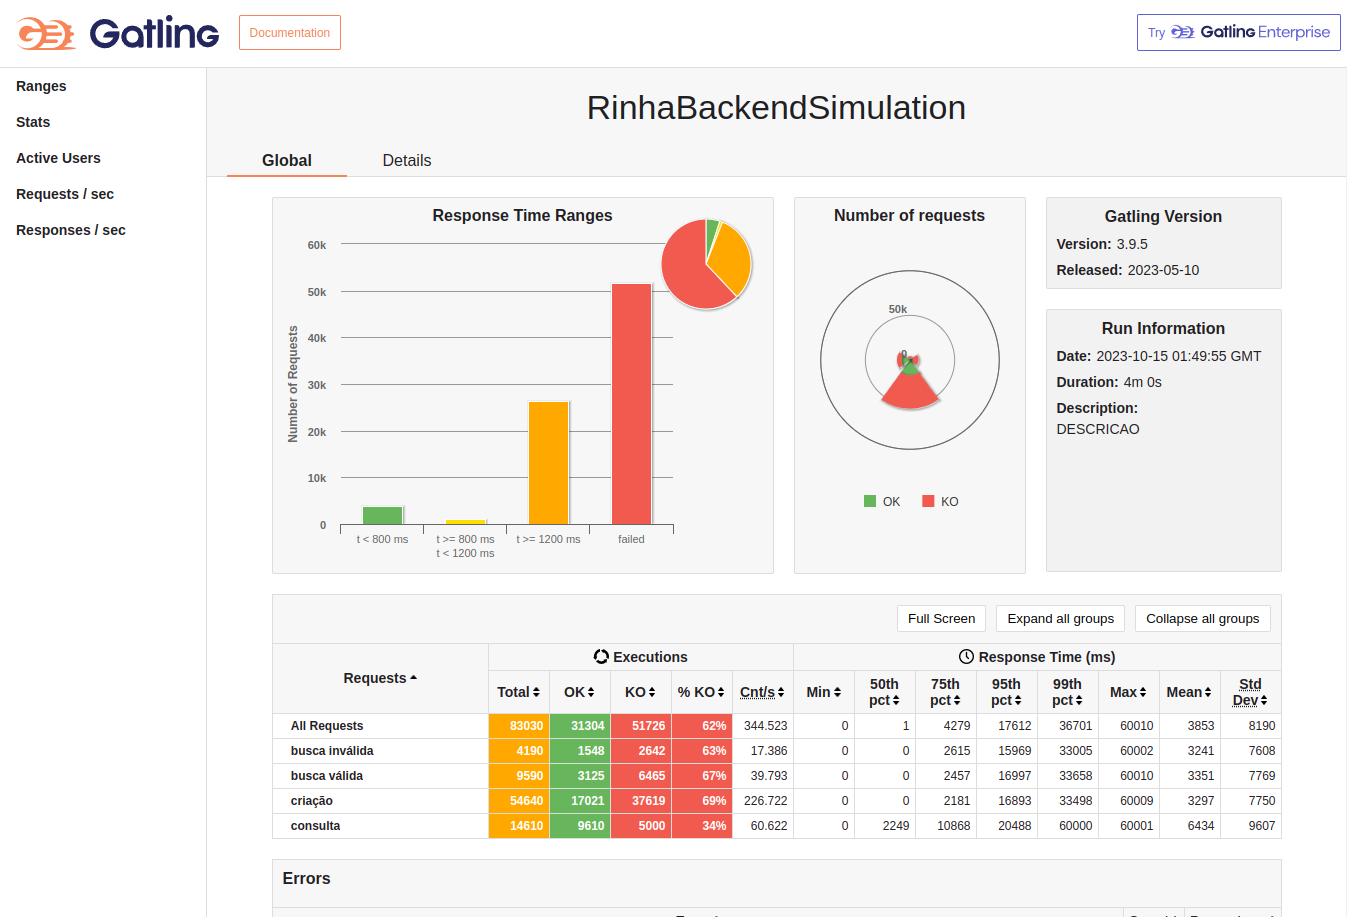 Gatling
Documentation
Try Gatling Enterprise
Ranges
Stats
Active Users
Requests / sec
Responses / sec
RinhaBackendSimulation
Global Details
Response Time Ranges
60k
50k
40k
30k
20k
10k
0
Number of Requests
t < 800 ms
t >= 800 ms
t < 1200 ms
t >= 1200 ms
failed
Number of requests
50k
0
OK KO
Gatling Version
Version: 3.9.5
Released: 2023-05-10
Run Information
Date: 2023-10-15 01:49:55 GMT
Duration: 4m 0s
Description:
DESCRICAO
Full Screen Expand all groups Collapse all groups
Requests Executions Response Time (ms)
Total OK KO % KO Cnt/s Min 50th pct 75th pct 95th pct 99th pct Max Mean Std Dev
All Requests 83030 31304 51726 62% 344.523 0 1 4279 17612 36701 60010 3853 8190
busca inválida 4190 1548 2642 63% 17.386 0 0 2615 15969 33005 60002 3241 7608
busca válida 9590 3125 6465 67% 39.793 0 0 2457 16997 33658 60010 3351 7769
criação 54640 17021 37619 69% 226.722 0 0 2181 16893 33498 60009 3297 7750
consulta 14610 9610 5000 34% 60.622 0 2249 10868 20488 60000 60001 6434 9607
Errors